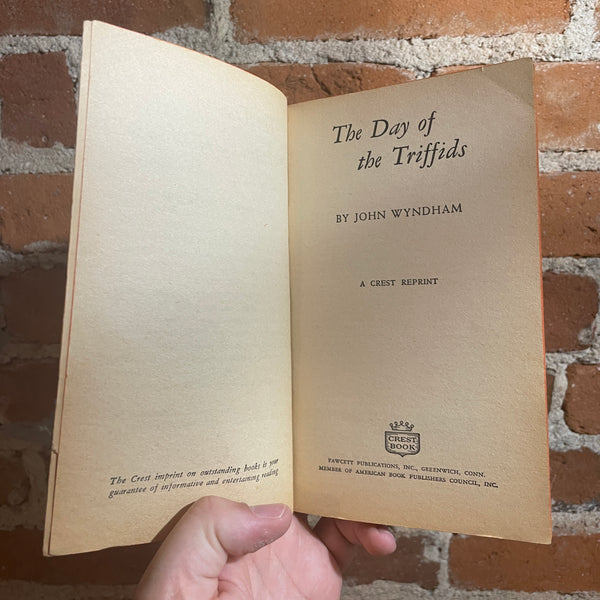 The Crest imprint on outstanding books is your
guarantee of informative and entertaining reading
The Day of
the Triffids
BY JOHN WYNDHAM
A CREST REPRINT
CREST
BOOK
FAWCETT PUBLICATIONS, INC., GREENWICH, CONN.
MEMBER OF AMERICAN BOOK PUBLISHERS COUNCIL, INC.